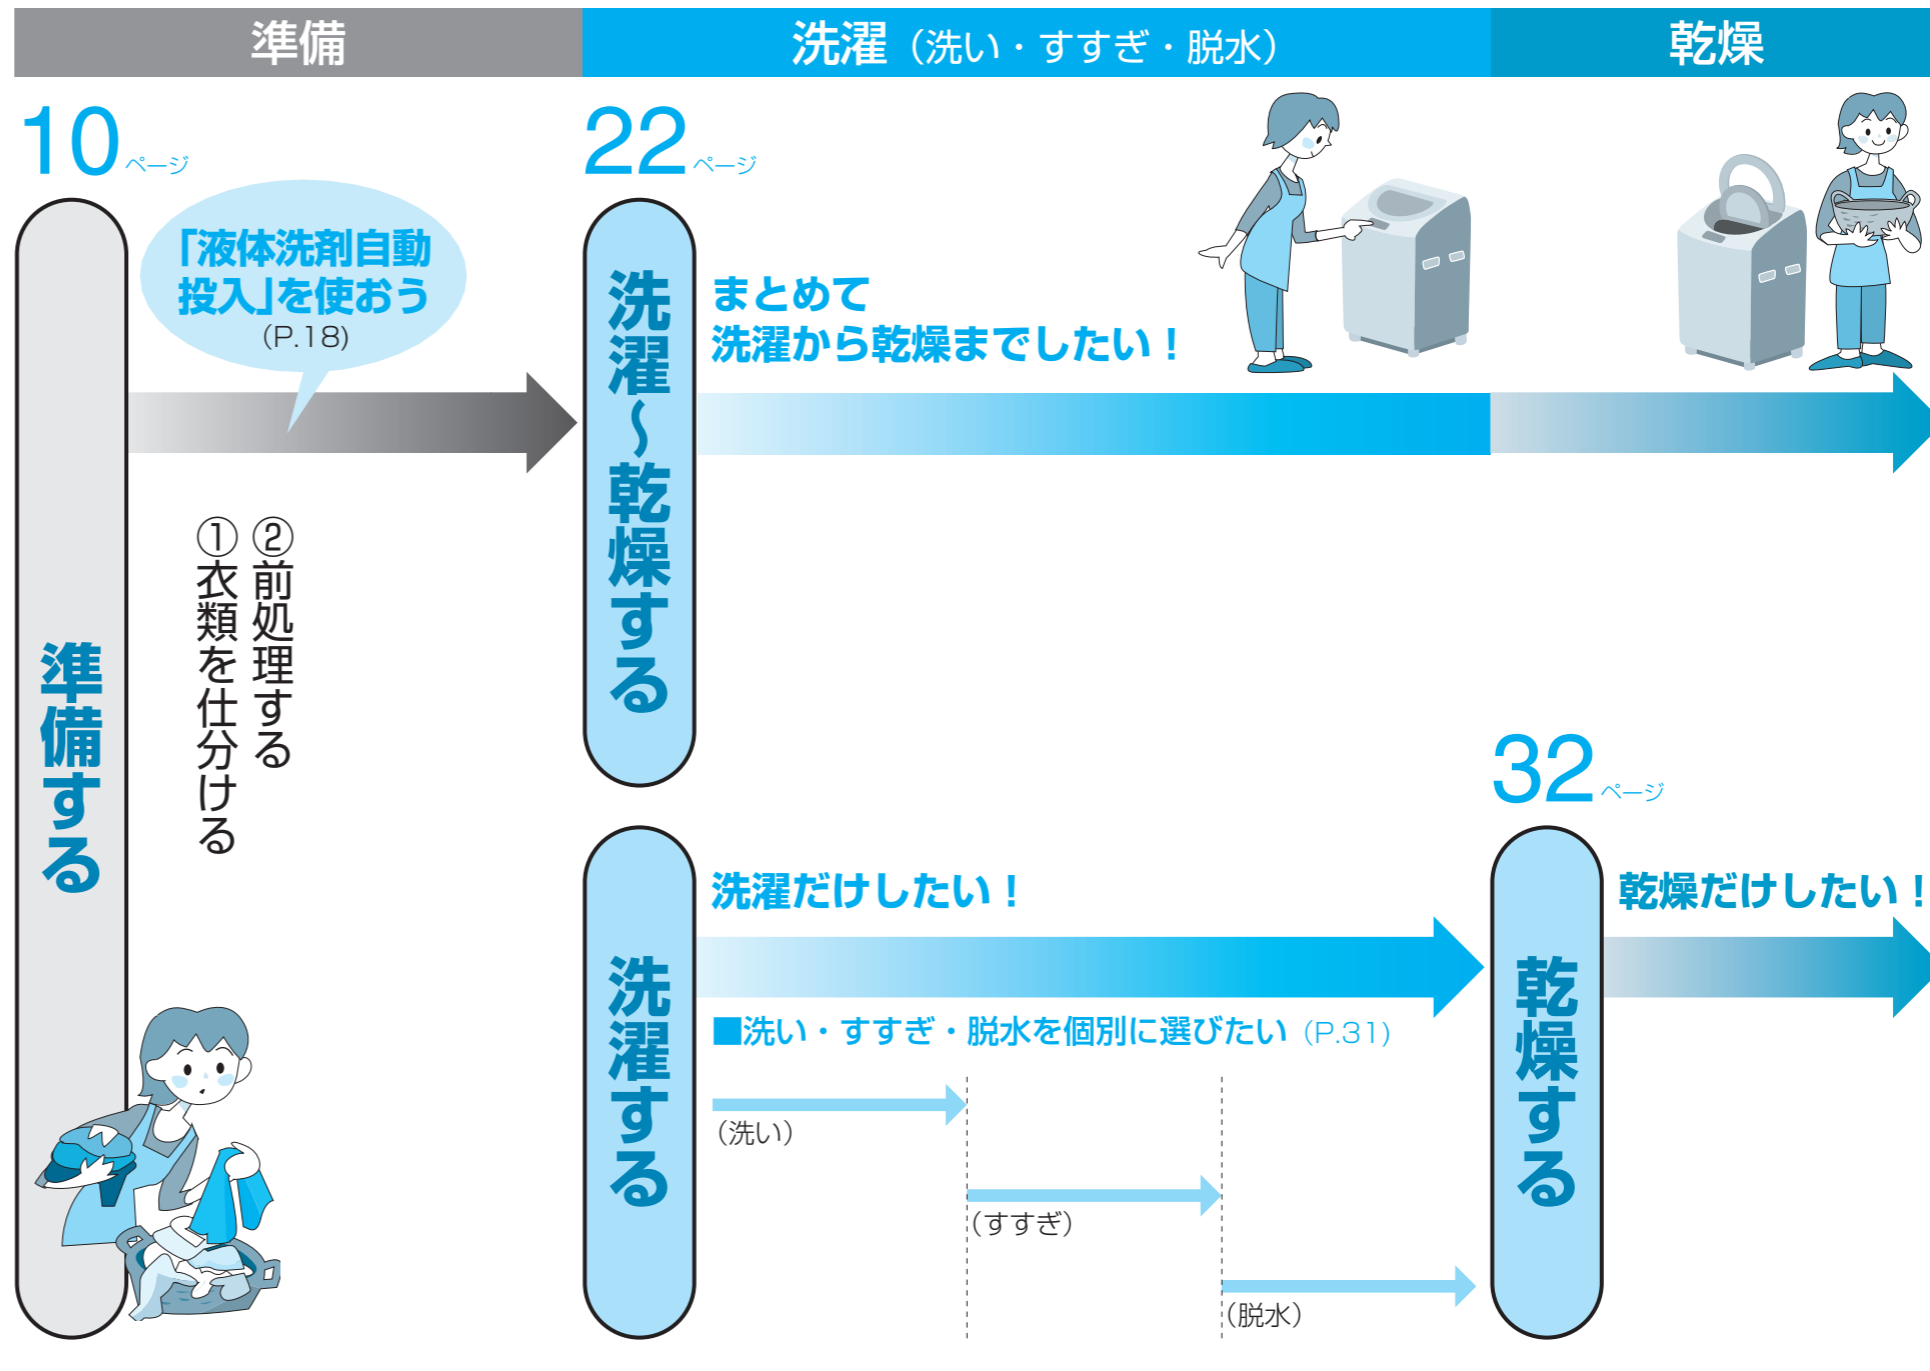 準備
洗濯（洗い・すすぎ・脱水）
乾燥
10ページ
準備する
「液体洗剤自動
投入」を使おう
(P.18)
①衣類を仕分ける
②前処理する
22ページ
洗濯～乾燥する
まとめて
洗濯から乾燥までしたい！
洗濯する
洗濯だけしたい！
■洗い・すすぎ・脱水を個別に選びたい（P.31）
（洗い）
（すすぎ）
（脱水）
32ページ
乾燥する
乾燥だけしたい！